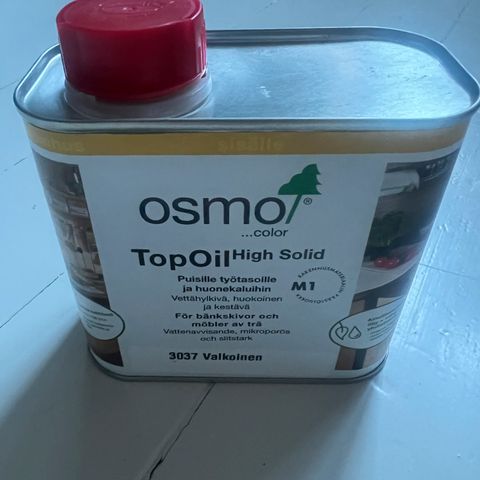 sisälle
osmo®
...color
TopOil High Solid
Puisille työtasoille
ja huonekaluihin
Vettähylkivä, huokoinen
ja kestävä
M1
För bänkskivor och
möbler av trä
Vattenavvisande, mikroporös
och slitstark
3037 Valkoinen